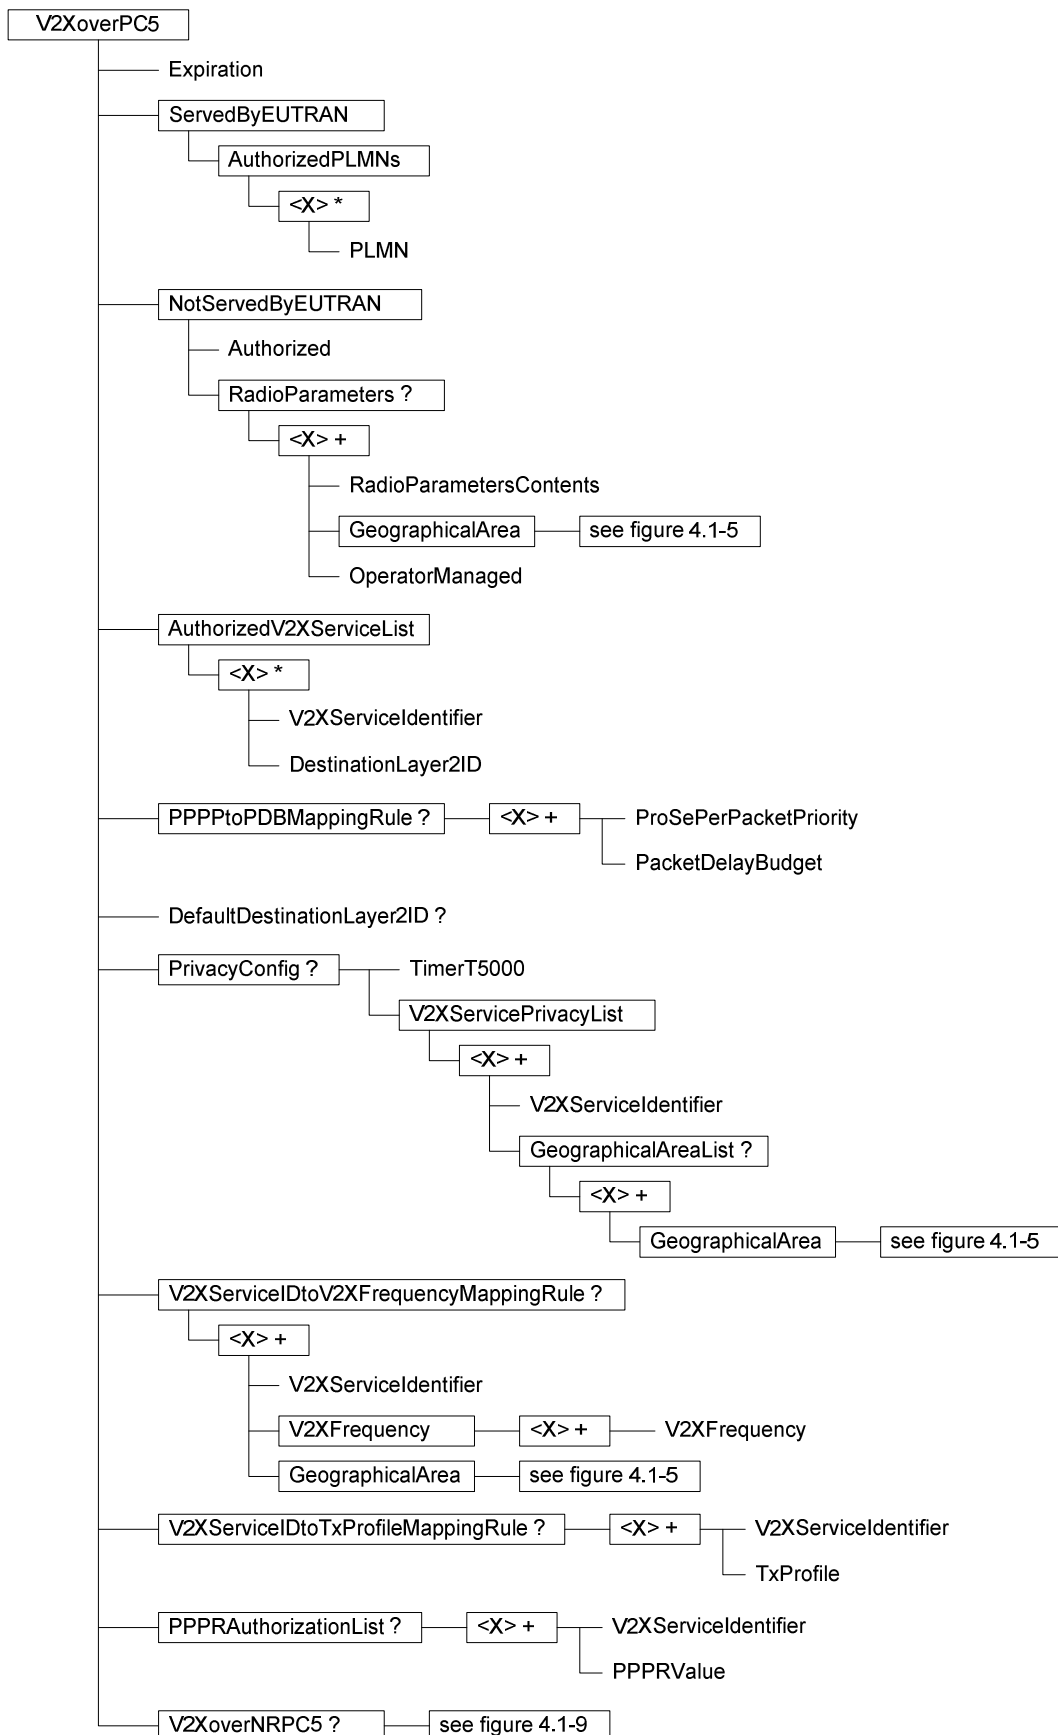 V2XoverPC5
Expiration
ServedByEUTRAN
AuthorizedPLMNs
<X> *
PLMN
NotServedByEUTRAN
Authorized
RadioParameters ?
<X> +
RadioParametersContents
GeographicalArea see figure 4.1-5
OperatorManaged
AuthorizedV2XServiceList
<X> *
V2XServiceIdentifier
DestinationLayer2ID
PPPPtoPDBMappingRule ? <X> + ProSePerPacketPriority
PacketDelayBudget
DefaultDestinationLayer2ID ?
PrivacyConfig ? TimerT5000
V2XServicePrivacyList
<X> +
V2XServiceIdentifier
GeographicalAreaList ?
<X> +
GeographicalArea see figure 4.1-5
V2XServiceIDtoV2XFrequencyMappingRule ?
<X> +
V2XServiceIdentifier
V2XFrequency <X> + V2XFrequency
GeographicalArea see figure 4.1-5
V2XServiceIDtoTxProfileMappingRule ? <X> + V2XServiceIdentifier
TxProfile
PPPRAuthorizationList ? <X> + V2XServiceIdentifier
PPPRValue
V2XoverNRPC5 ? see figure 4.1-9